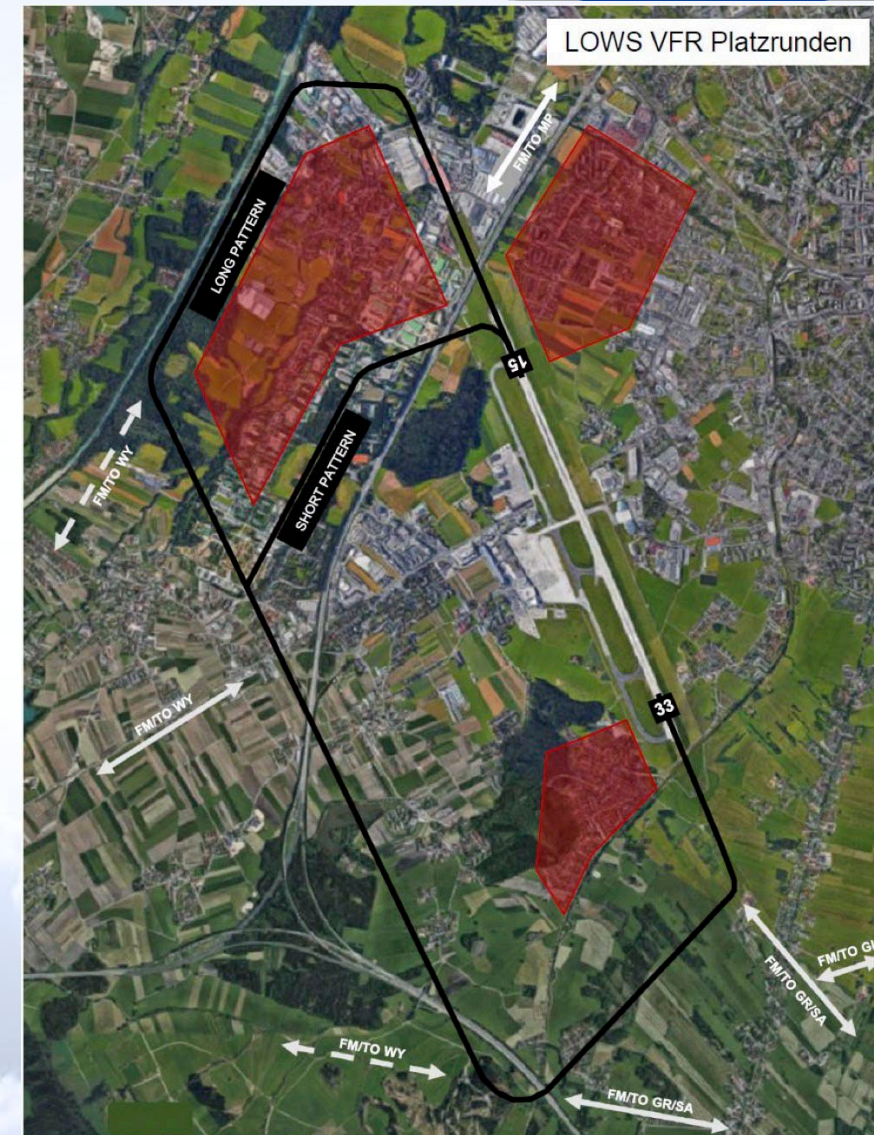 LOWS VFR Platzrunden
FM/TO MP
LONG PATTERN
15
SHORT PATTERN
FM/TO WY
FM/TO WY
33
FM/TO GR/SA
FM/TO WY
FM/TO GR/SA